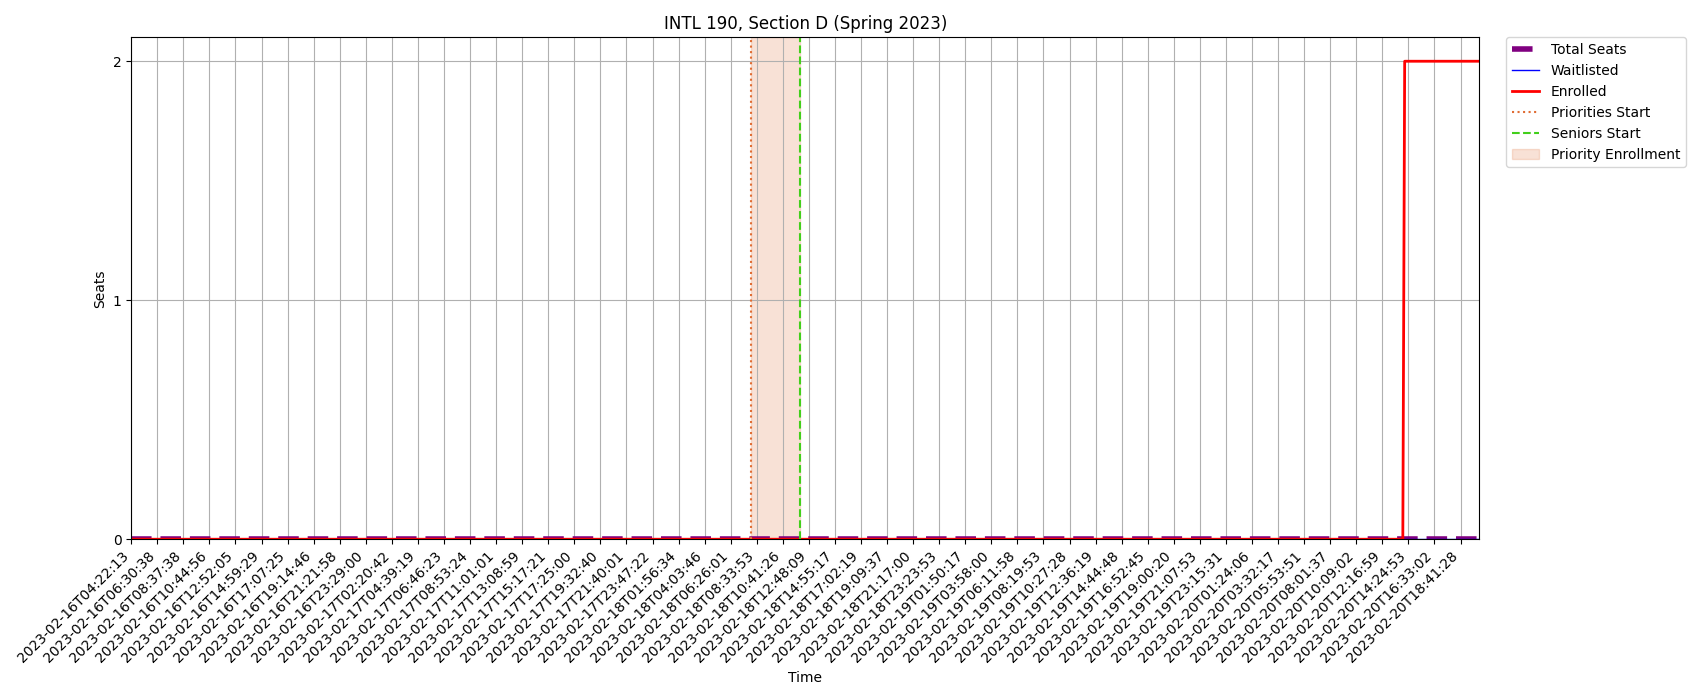 INTL 190, Section D (Spring 2023)
Total Seats
Waitlisted
Enrolled
Priorities Start
Seniors Start
Priority Enrollment
Seats
2
1
0
2023-02-16T04:22:13
2023-02-16T06:30:38
2023-02-16T08:37:38
2023-02-16T10:44:56
2023-02-16T12:52:05
2023-02-16T14:59:29
2023-02-16T17:07:25
2023-02-16T19:14:46
2023-02-16T21:21:58
2023-02-16T23:29:00
2023-02-17T02:20:42
2023-02-17T04:39:19
2023-02-17T06:46:23
2023-02-17T08:53:24
2023-02-17T11:01:01
2023-02-17T13:08:59
2023-02-17T15:17:21
2023-02-17T17:25:00
2023-02-17T19:32:40
2023-02-17T21:40:01
2023-02-17T23:47:22
2023-02-18T01:56:34
2023-02-18T04:03:46
2023-02-18T06:26:01
2023-02-18T08:33:53
2023-02-18T10:41:26
2023-02-18T12:48:09
2023-02-18T14:55:17
2023-02-18T17:02:19
2023-02-18T19:09:37
2023-02-18T21:17:00
2023-02-18T23:23:53
2023-02-19T01:50:17
2023-02-19T03:58:00
2023-02-19T06:11:58
2023-02-19T08:19:53
2023-02-19T10:27:28
2023-02-19T12:36:19
2023-02-19T14:44:48
2023-02-19T16:52:45
2023-02-19T19:00:20
2023-02-19T21:07:53
2023-02-19T23:15:31
2023-02-20T01:24:06
2023-02-20T03:32:17
2023-02-20T05:53:51
2023-02-20T08:01:37
2023-02-20T10:09:02
2023-02-20T12:16:59
2023-02-20T14:24:53
2023-02-20T16:33:02
2023-02-20T18:41:28
Time